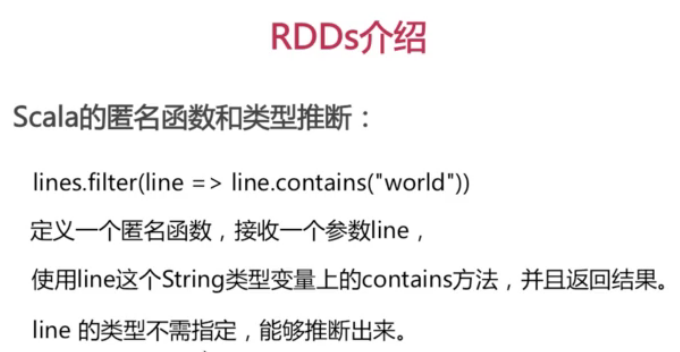 RDDs介绍
Scala的匿名函数和类型推断：
lines.filter(line => line.contains("world"))
定义一个匿名函数，接收一个参数line，
使用line这个String类型变量上的contains方法，并且返回结果。
line 的类型不需指定，能够推断出来。